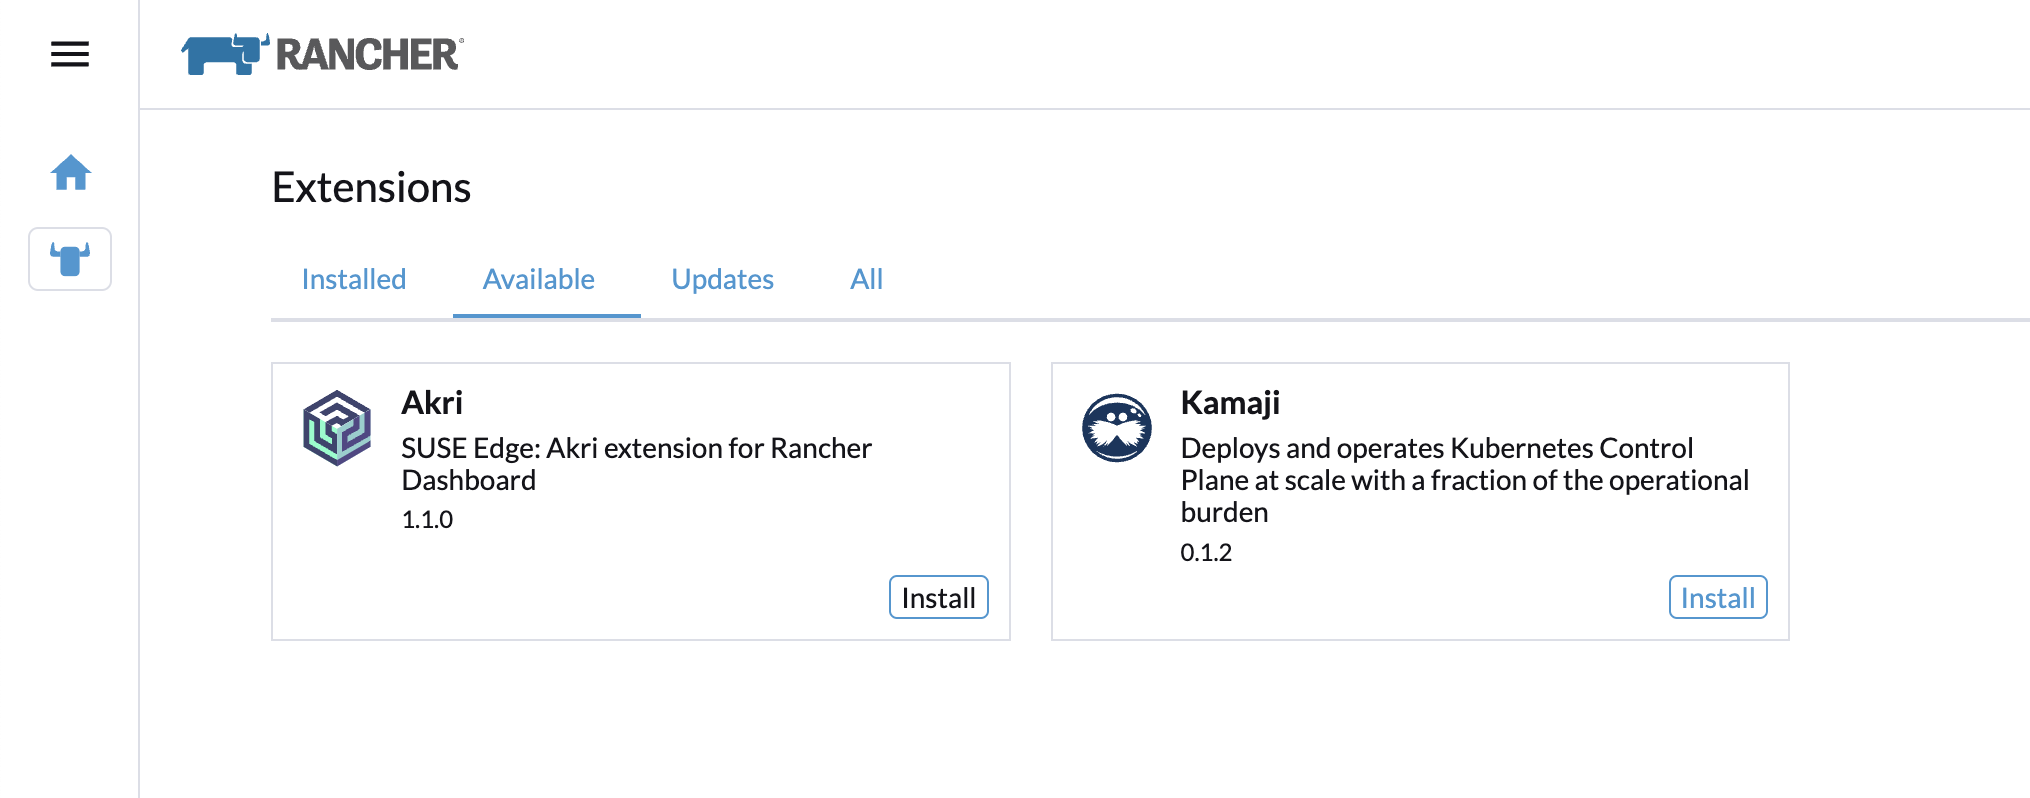 RANCHER
Extensions
Installed Available Updates All
Akri
SUSE Edge: Akri extension for Rancher
Dashboard
1.1.0
Install
Kamaji
Deploys and operates Kubernetes Control
Plane at scale with a fraction of the operational
burden
0.1.2
Install